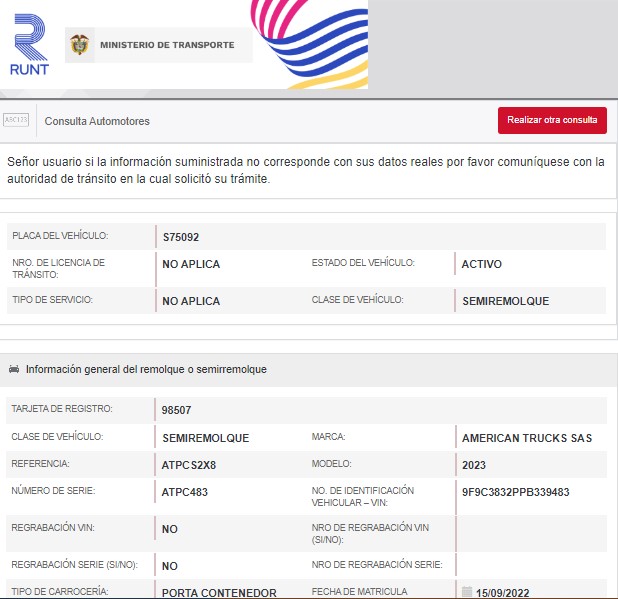 RUNT
MINISTERIO DE TRANSPORTE
ABC123
Consulta Automotores
Realizar otra consulta
Señor usuario si la información suministrada no corresponde con sus datos reales por favor comuníquese con la
autoridad de tránsito en la cual solicitó su trámite.
PLACA DEL VEHÍCULO: S75092
NRO. DE LICENCIA DE TRÁNSITO: NO APLICA ESTADO DEL VEHÍCULO: ACTIVO
TIPO DE SERVICIO: NO APLICA CLASE DE VEHÍCULO: SEMIREMOLQUE
Información general del remolque o semirremolque
TARJETA DE REGISTRO: 98507
CLASE DE VEHÍCULO: SEMIREMOLQUE MARCA: AMERICAN TRUCKS SAS
REFERENCIA: ATPCS2X8 MODELO: 2023
NÚMERO DE SERIE: ATPC483 NO. DE IDENTIFICACIÓN VEHICULAR – VIN: 9F9C3832PPB339483
REGRABACIÓN VIN: NO NRO DE REGRABACIÓN VIN (SI/NO):
REGRABACIÓN SERIE (SI/NO): NO NRO DE REGRABACIÓN SERIE:
TIPO DE CARROCERÍA: PORTA CONTENEDOR FECHA DE MATRICULA 15/09/2022